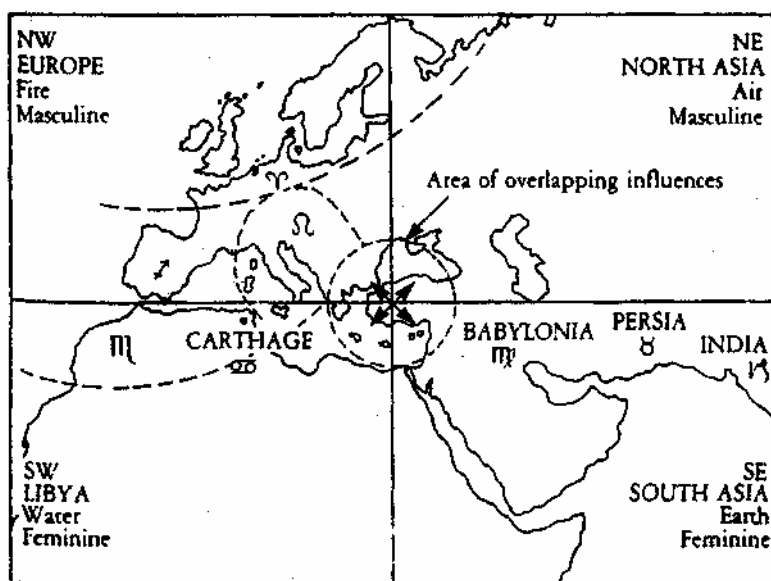 NW
EUROPE
Fire
Masculine
NE
NORTH ASIA
Air
Masculine
Area of overlapping influences
♈
♌
♐
♏
CARTHAGE
♋
BABYLONIA
♍
PERSIA
♉
INDIA
♑
SW
LIBYA
Water
Feminine
SE
SOUTH ASIA
Earth
Feminine